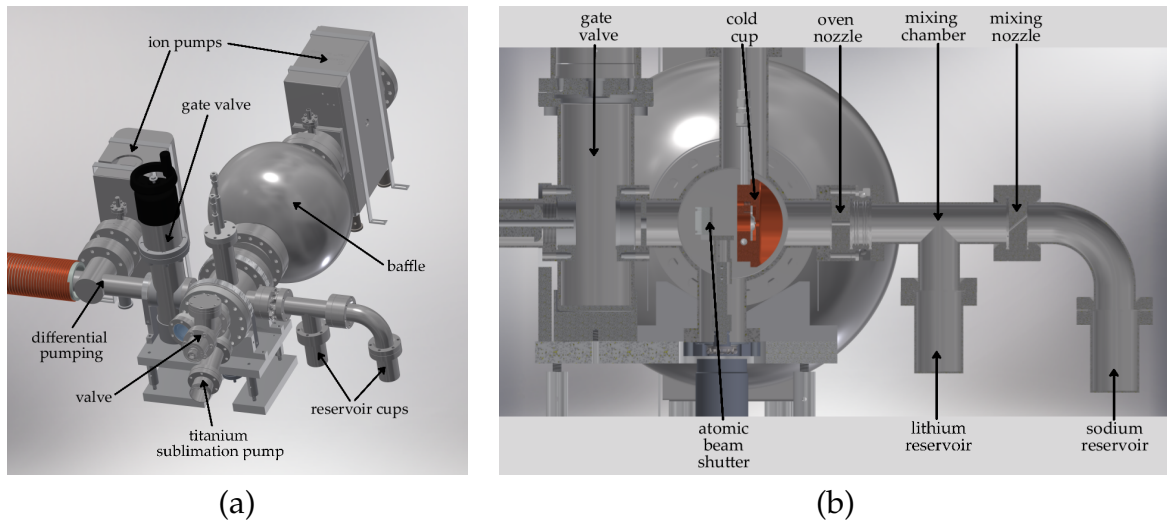 ion pumps
gate valve
baffle
differential
pumping
valve
reservoir cups
titanium
sublimation pump
(a)
gate
valve
cold
cup
oven
nozzle
mixing
chamber
mixing
nozzle
atomic
beam
shutter
lithium
reservoir
sodium
reservoir
(b)